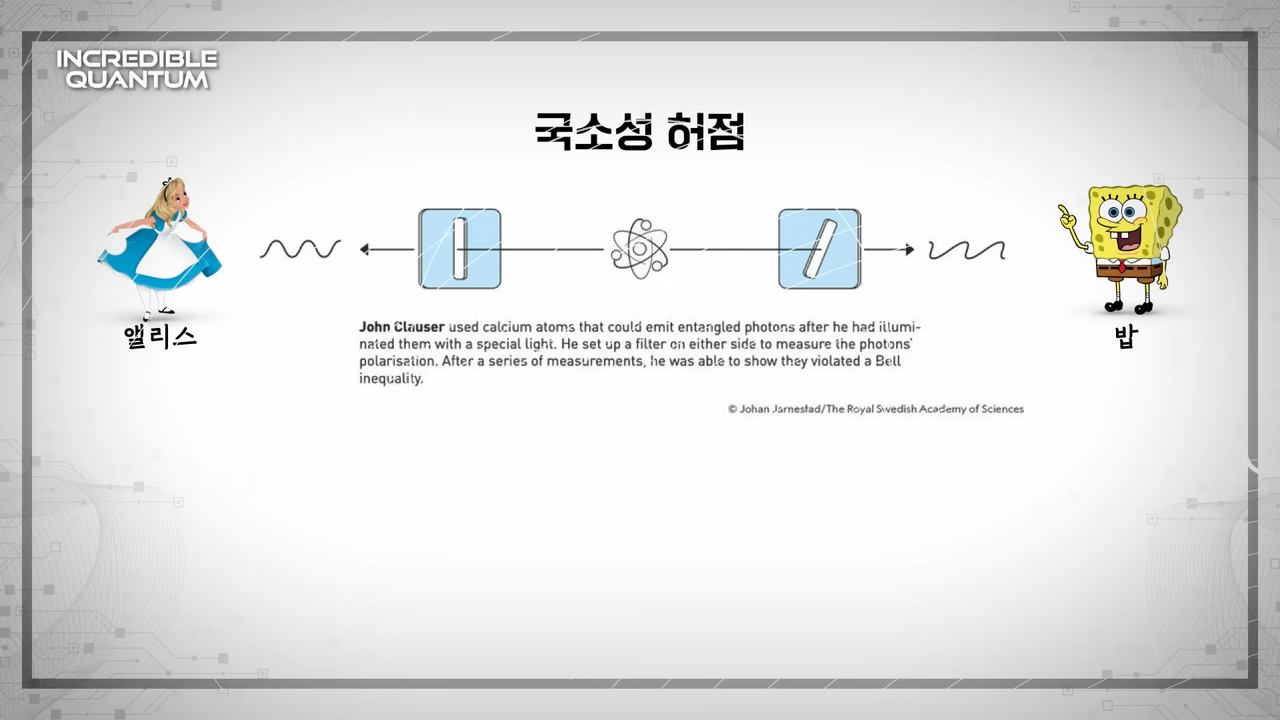 INCREDIBLE
QUANTUM
국소성 허점
앨리스
밥
John Clauser used calcium atoms that could emit entangled photons after he had illumi-
nated them with a special light. He set up a filter on either side to measure the photons'
polarisation. After a series of measurements, he was able to show they violated a Bell
inequality.
© Johan Jarnestad/The Royal Swedish Academy of Sciences